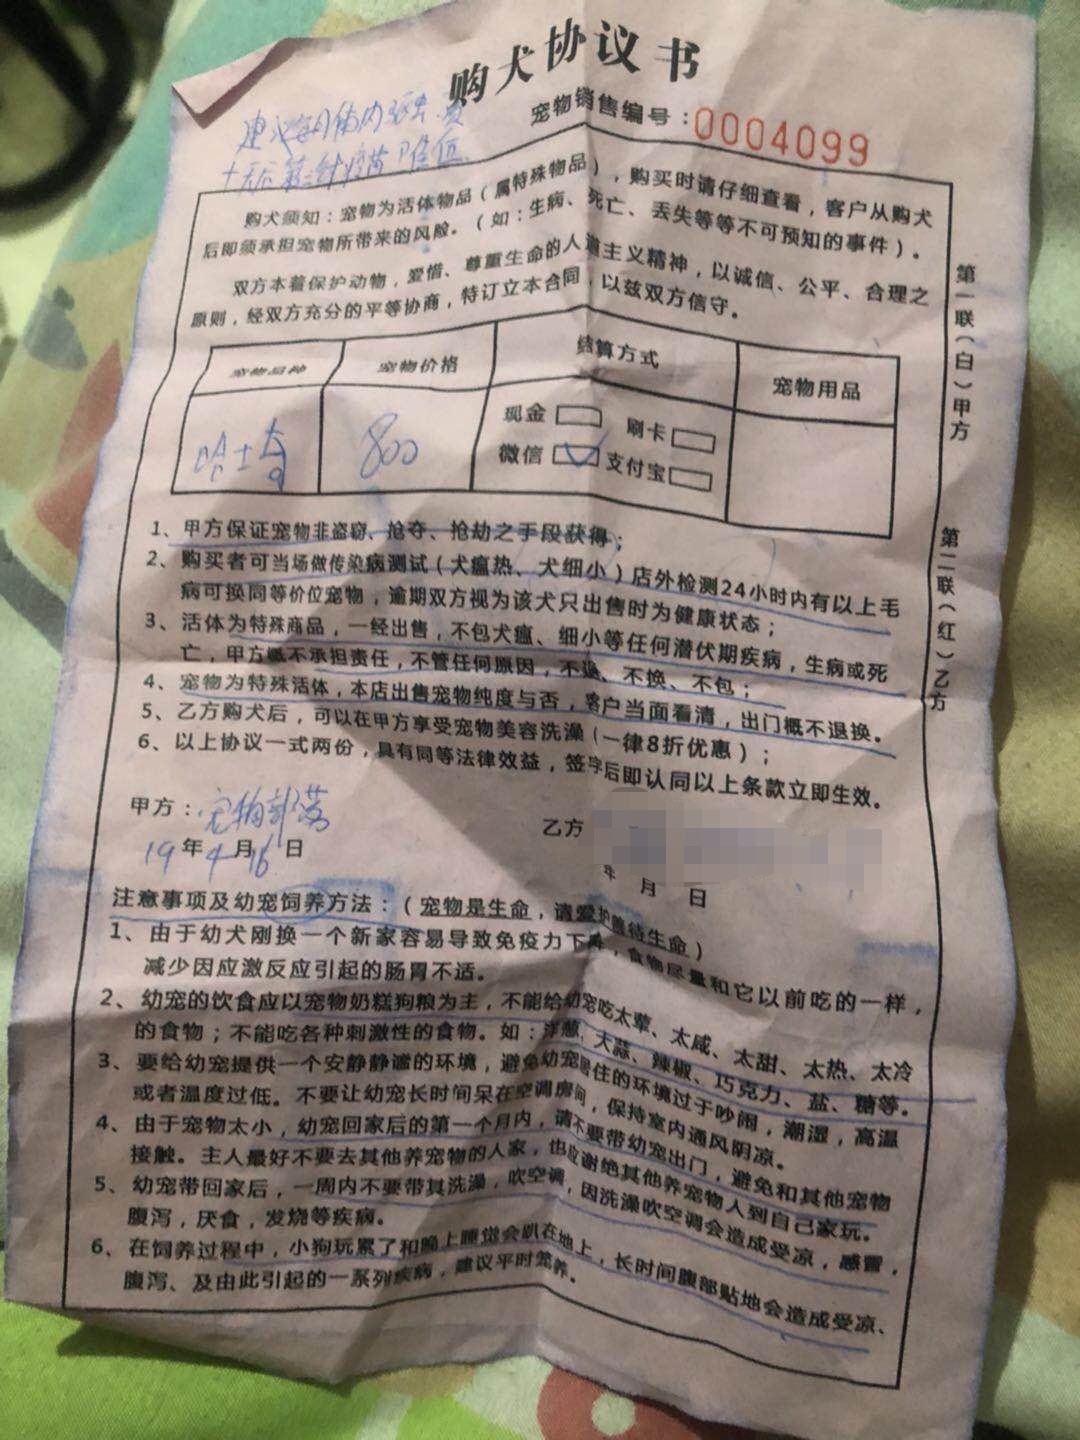 购犬协议书
宠物销售编号：0004099
建议每月体内驱虫
十天后第三针疫苗
购犬须知：宠物为活体物品（属特殊物品），购买时请仔细查看，客户从购犬
后即须承担宠物所带来的风险。（如：生病、死亡、丢失等等不可预知的事件）。
双方本着保护动物，爱惜、尊重生命的人道主义精神，以诚信、公平、合理之
原则，经双方充分的平等协商，特订立本合同，以兹双方信守。
宠物品种 宠物价格 结算方式 宠物用品
哈士奇 800 现金 刷卡
微信 支付宝
1、甲方保证宠物非盗窃、抢夺、抢劫之手段获得；
2、购买者可当场做传染病测试（犬瘟热、犬细小）店外检测24小时内有以上毛
病可换同等价位宠物，逾期双方视为该犬只出售时为健康状态；
3、活体为特殊商品，一经出售，不包犬瘟、细小等任何潜伏期疾病，生病或死
亡，甲方概不承担责任，不管任何原因，不退、不换、不包；
4、宠物为特殊活体，本店出售宠物纯度与否，客户当面看清，出门概不退换。
5、乙方购犬后，可以在甲方享受宠物美容洗澡（一律8折优惠）；
6、以上协议一式两份，具有同等法律效益，签字后即认同以上条款立即生效。
甲方：宠物部落
乙方
19年4月16日
年 月 日
第一联（白）甲方
第二联（红）乙方
注意事项及幼宠饲养方法：（宠物是生命，请爱护善待生命）
1、由于幼犬刚换一个新家容易导致免疫力下降，食物尽量和它以前吃的一样，
减少因应激反应引起的肠胃不适。
2、幼宠的饮食应以宠物奶糕狗粮为主，不能给幼宠吃太荤、太咸、太甜、太热、太冷
的食物；不能吃各种刺激性的食物。如：洋葱、大蒜、辣椒、巧克力、盐、糖等。
3、要给幼宠提供一个安静静谧的环境，避免幼宠居住的环境过于吵闹，潮湿，高温
或者温度过低。不要让幼宠长时间呆在空调房间，保持室内通风阴凉。
4、由于宠物太小，幼宠回家后的第一个月内，请不要带幼宠出门，避免和其他宠物
接触。主人最好不要去其他养宠物的人家，也应谢绝其他养宠物人到自己家玩。
5、幼宠带回家后，一周内不要带其洗澡，吹空调，因洗澡吹空调会造成受凉，感冒，
腹泻，厌食，发烧等疾病。
6、在饲养过程中，小狗玩累了和晚上睡觉会趴在地上，长时间腹部贴地会造成受凉、
腹泻、及由此引起的一系列疾病，建议平时笼养。